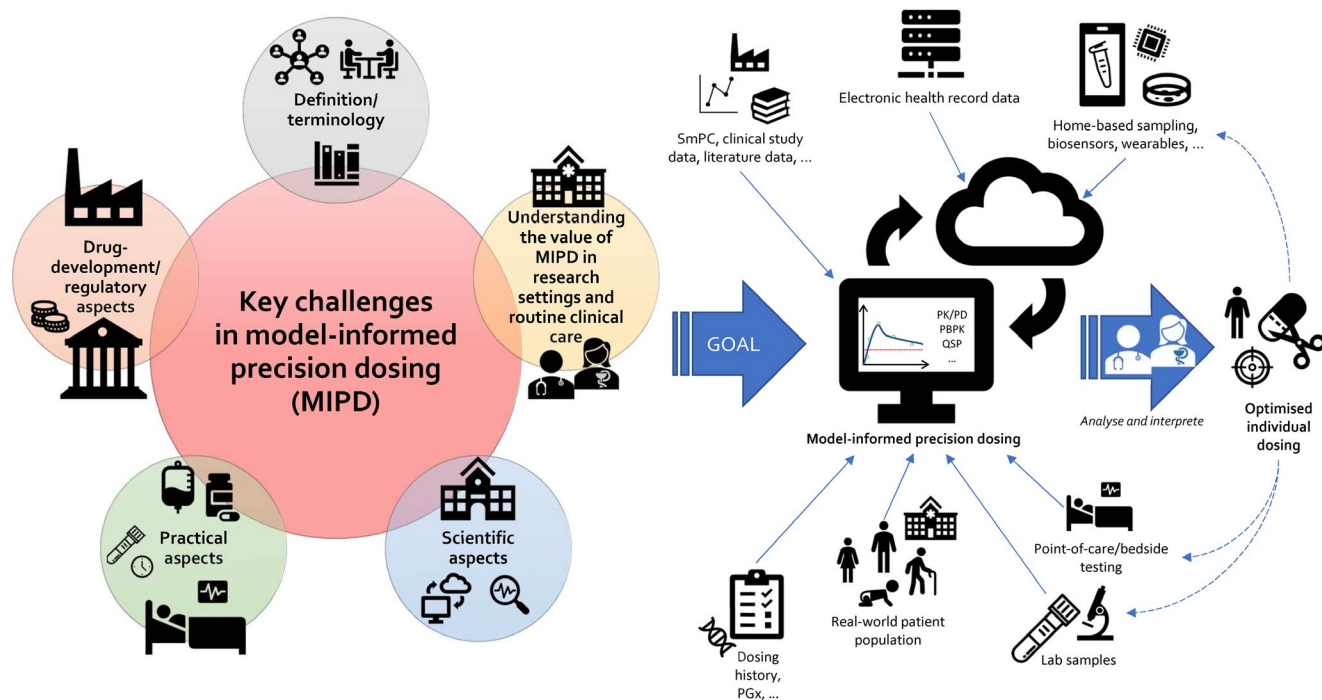 Definition/
terminology
Drug-
development/
regulatory
aspects
Understanding
the value of
MIPD in
research
settings and
routine clinical
care
Key challenges
in model-informed
precision dosing
(MIPD)
Practical
aspects
Scientific
aspects
SmPC, clinical study
data, literature data, ...
Electronic health record data
Home-based sampling,
biosensors, wearables, ...
GOAL
PK/PD
PBPK
QSP
...
Model-informed precision dosing
Analyse and interprete
Optimised
individual
dosing
Point-of-care/bedside
testing
Real-world patient
population
Lab samples
Dosing
history,
PGx, ...